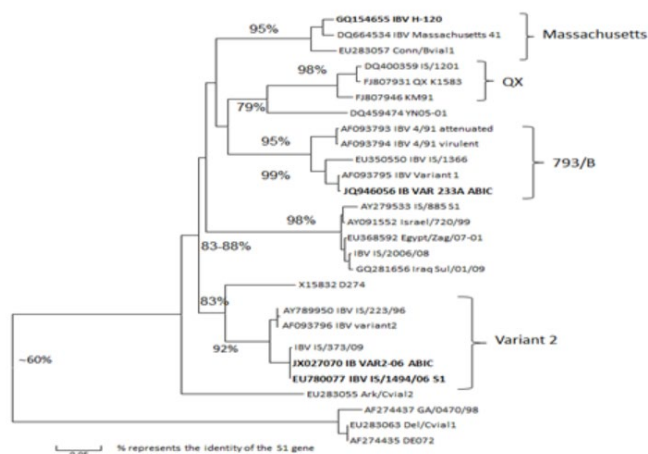 GQ154655 IBV H-120
95%
DQ664534 IBV Massachusetts 41
Massachusetts
EU283057 Conn/Bvial1
98%
DQ400359 IS/1201
FJ807931 QX K1583
QX
FJ807946 KM91
79%
DQ459474 YN05-01
AF093793 IBV 4/91 attenuated
95%
AF093794 IBV 4/91 virulent
EU350550 IBV IS/1366
793/B
99%
AF093795 IBV Variant 1
JQ946056 IB VAR 233A ABIC
AY279533 IS/885 S1
98%
AY091552 Israel/720/99
83-88%
EU368592 Egypt/Zag/07-01
IBV IS/2006/08
GQ281656 Iraq Sul/01/09
X15832 D274
83%
AY789950 IBV IS/223/96
AF093796 IBV variant2
Variant 2
92%
IBV IS/373/09
~60%
JX027070 IB VAR2-06 ABIC
EU780077 IBV IS/1494/06 S1
EU283055 Ark/Cvial2
AF274437 GA/0470/98
EU283063 Del/Cvial1
AF274435 DE072
% represents the identity of the S1 gene